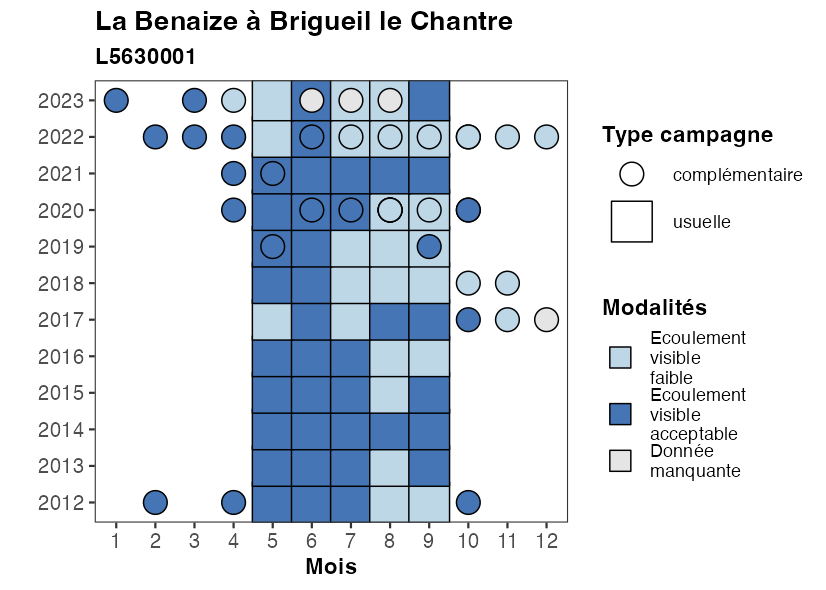 La Benaize à Brigueil le Chantre
L5630001
2023
2022
2021
2020
2019
2018
2017
2016
2015
2014
2013
2012
1 2 3 4 5 6 7 8 9 10 11 12
Mois
Type campagne
complémentaire
usuelle
Modalités
Ecoulement
visible
faible
Ecoulement
visible
acceptable
Donnée
manquante